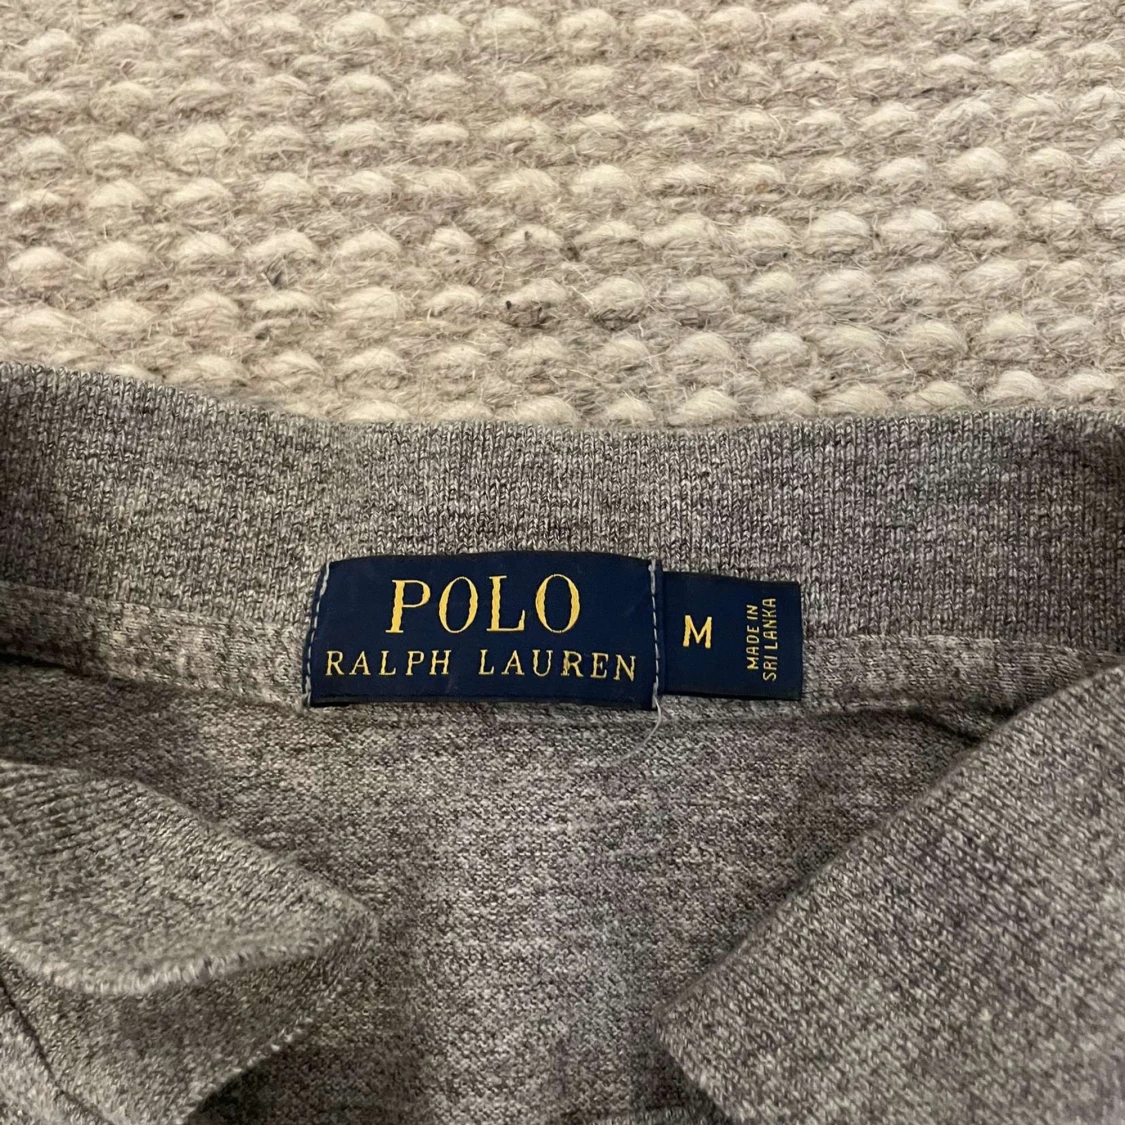 POLO
RALPH LAUREN
M
MADE IN
SRI LANKA